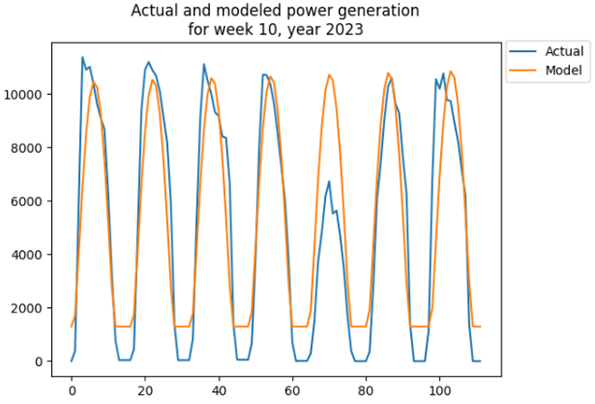 Actual and modeled power generation
for week 10, year 2023
Actual
Model
10000
8000
6000
4000
2000
0
0 20 40 60 80 100